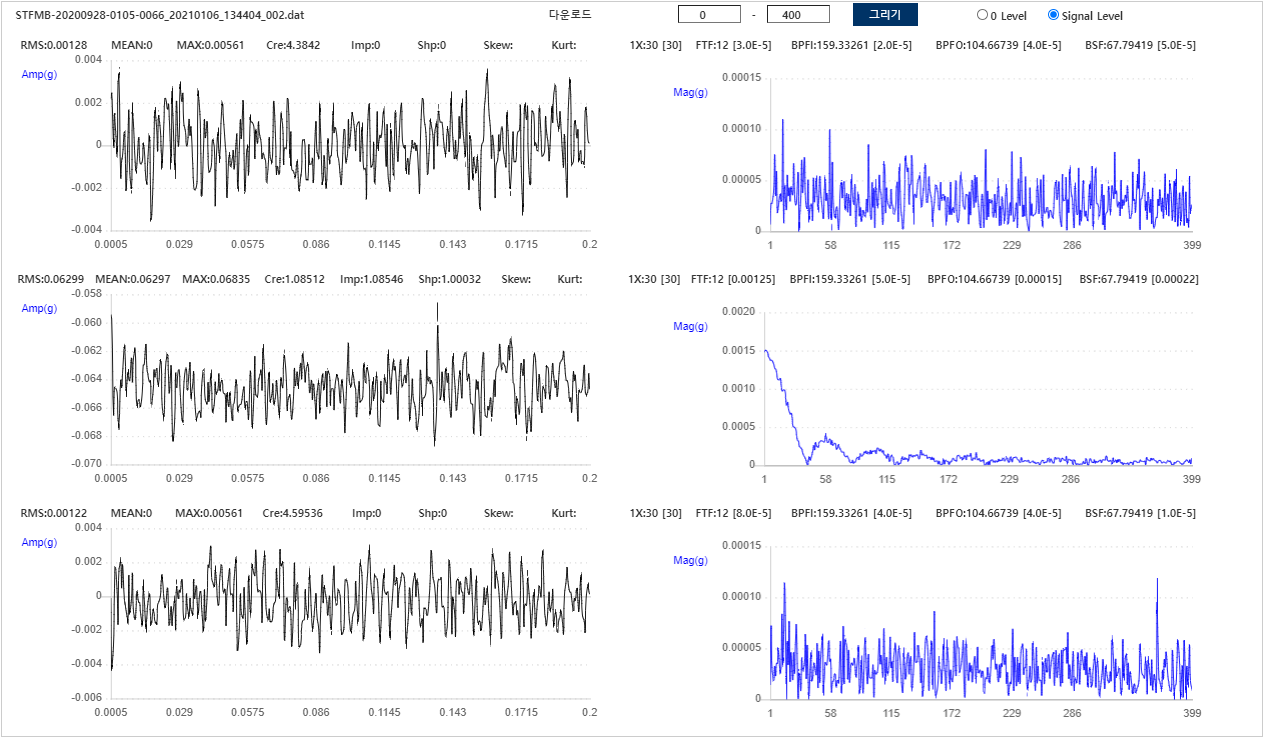 STFMB-20200928-0105-0066_20210106_134404_002.dat 다운로드 0 - 400 그리기 0 Level Signal Level
RMS:0.00128 MEAN:0 MAX:0.00561 Cre:4.3842 Imp:0 Shp:0 Skew: Kurt:
Amp(g)
0.004
0.002
0
-0.002
-0.004
0.0005 0.029 0.0575 0.086 0.1145 0.143 0.1715 0.2
1X:30 [30] FTF:12 [3.0E-5] BPFI:159.33261 [2.0E-5] BPFO:104.66739 [4.0E-5] BSF:67.79419 [5.0E-5]
Mag(g)
0.00015
0.00010
0.00005
0
1 58 115 172 229 286 399
RMS:0.06299 MEAN:0.06297 MAX:0.06835 Cre:1.08512 Imp:1.08546 Shp:1.00032 Skew: Kurt:
Amp(g)
-0.058
-0.060
-0.062
-0.064
-0.066
-0.068
-0.070
0.0005 0.029 0.0575 0.086 0.1145 0.143 0.1715 0.2
1X:30 [30] FTF:12 [0.00125] BPFI:159.33261 [5.0E-5] BPFO:104.66739 [0.00015] BSF:67.79419 [0.00022]
Mag(g)
0.0020
0.0015
0.0010
0.0005
0
1 58 115 172 229 286 399
RMS:0.00122 MEAN:0 MAX:0.00561 Cre:4.59536 Imp:0 Shp:0 Skew: Kurt:
Amp(g)
0.004
0.002
0
-0.002
-0.004
-0.006
0.0005 0.029 0.0575 0.086 0.1145 0.143 0.1715 0.2
1X:30 [30] FTF:12 [8.0E-5] BPFI:159.33261 [4.0E-5] BPFO:104.66739 [4.0E-5] BSF:67.79419 [1.0E-5]
Mag(g)
0.00015
0.00010
0.00005
0
1 58 115 172 229 286 399